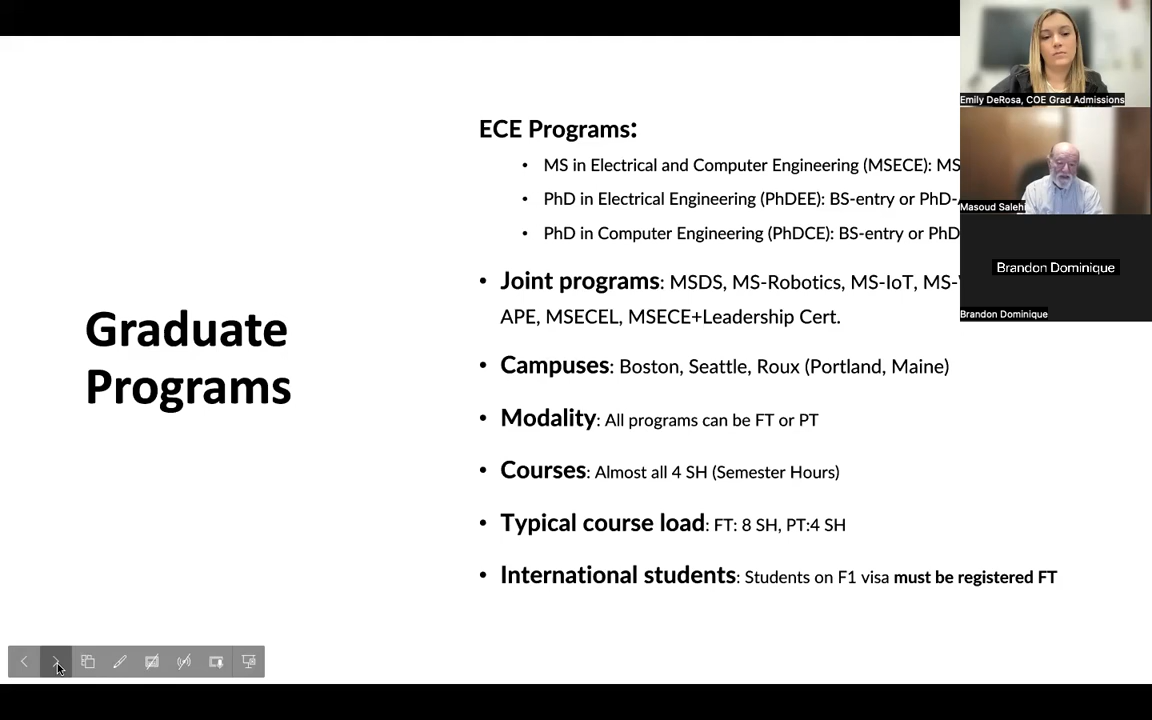 Emily DeRosa, COE Grad Admissions
Masoud Salehi
Brandon Dominique
Brandon Dominique
Graduate
Programs
ECE Programs:
• MS in Electrical and Computer Engineering (MSECE): MS
• PhD in Electrical Engineering (PhDEE): BS-entry or PhD-
• PhD in Computer Engineering (PhDCE): BS-entry or PhD
• Joint programs: MSDS, MS-Robotics, MS-IoT, MS-
APE, MSECEL, MSECE+Leadership Cert.
• Campuses: Boston, Seattle, Roux (Portland, Maine)
• Modality: All programs can be FT or PT
• Courses: Almost all 4 SH (Semester Hours)
• Typical course load: FT: 8 SH, PT:4 SH
• International students: Students on F1 visa must be registered FT